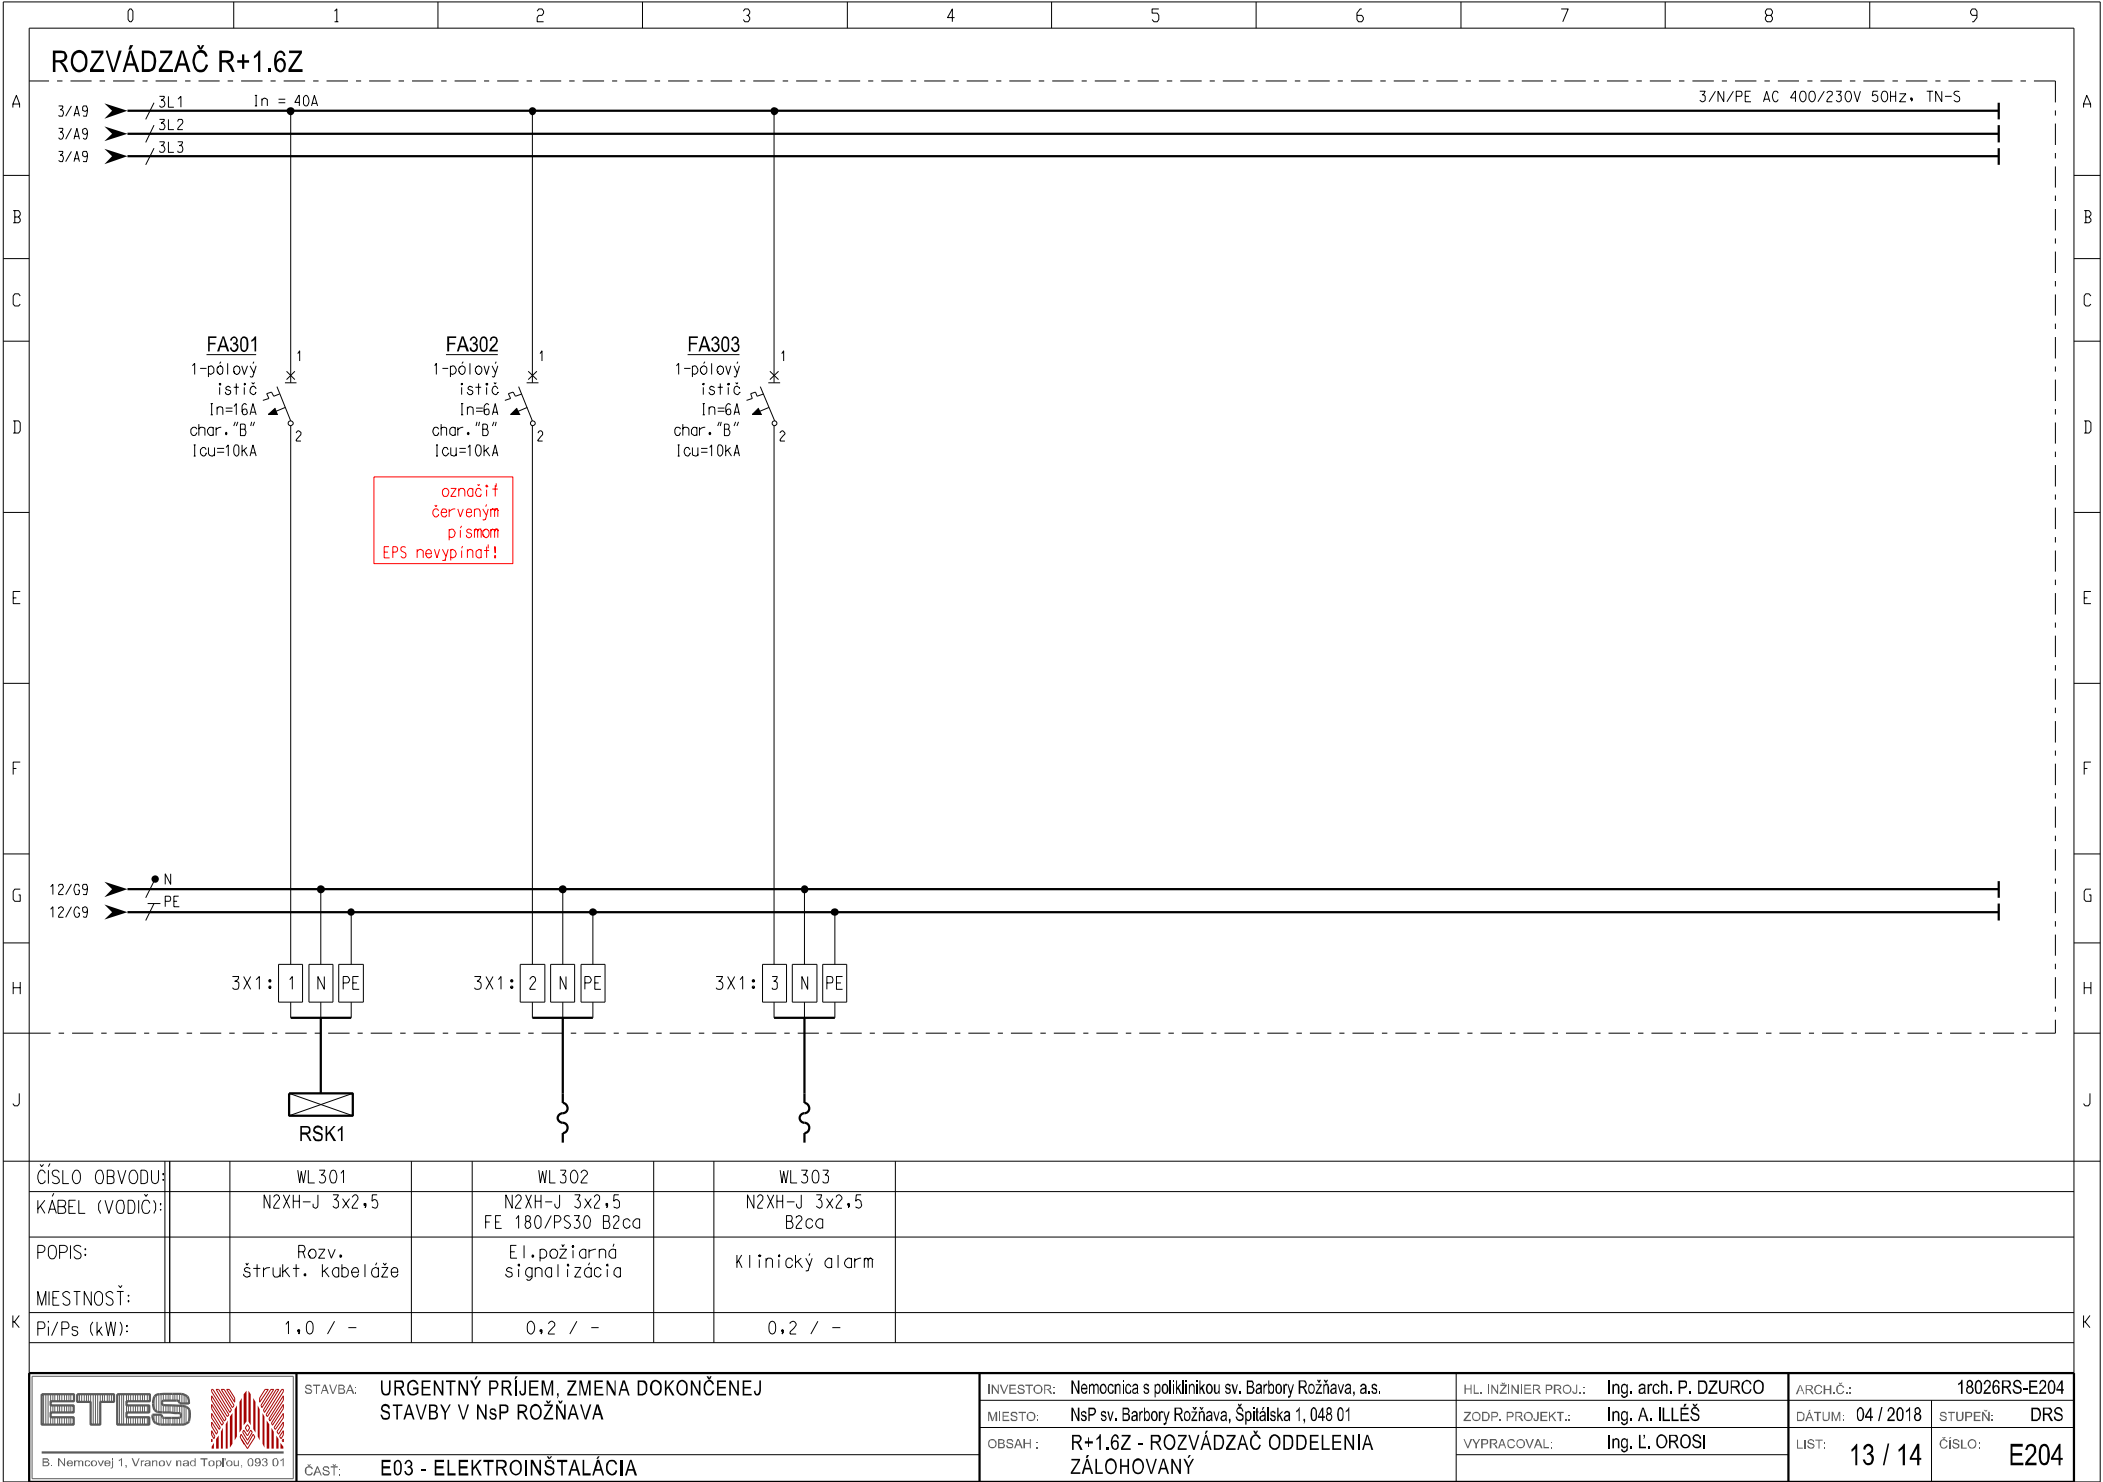 0 1 2 3 4 5 6 7 8 9
ROZVÁDZAČ R+1.6Z
A A
3/A9 3L1 In = 40A 3/N/PE AC 400/230V 50Hz, TN-S
3/A9 3L2
3/A9 3L3
B B
C C
FA301 FA302 FA303
1 1 1
1-pólový 1-pólový 1-pólový
istič istič istič
In=16A In=6A In=6A
D char."B" char."B" char."B" D
2 2 2
Icu=10kA Icu=10kA Icu=10kA
označiť
červeným
písmom
EPS nevypínať!
E E
F F
12/G9 N
G G
12/G9 PE
H 3X1: 1 N PE 3X1: 2 N PE 3X1: 3 N PE H
J J
RSK1
ČÍSLO OBVODU: WL301 WL302 WL303
KÁBEL (VODIČ): N2XH-J 3x2,5 N2XH-J 3x2,5 N2XH-J 3x2,5
FE 180/PS30 B2ca B2ca
POPIS: Rozv. El.požiarná Klinický alarm
štrukt. kabeláže signalizácia
MIESTNOSŤ:
K Pi/Ps (kW): 1,0 / - 0,2 / - 0,2 / - K
ETES
B. Nemcovej 1, Vranov nad Topľou, 093 01
STAVBA: URGENTNÝ PRÍJEM, ZMENA DOKONČENEJ
STAVBY V NsP ROŽŇAVA
ČASŤ: E03 - ELEKTROINŠTALÁCIA
INVESTOR: Nemocnica s poliklinikou sv. Barbory Rožňava, a.s.
MIESTO: NsP sv. Barbory Rožňava, Špitálska 1, 048 01
OBSAH: R+1.6Z - ROZVÁDZAČ ODDELENIA
ZÁLOHOVANÝ
HL. INŽINIER PROJ.: Ing. arch. P. DZURCO
ZODP. PROJEKT.: Ing. A. ILLÉŠ
VYPRACOVAL: Ing. Ľ. OROSI
ARCH.Č.: 18026RS-E204
DÁTUM: 04 / 2018 STUPEŇ: DRS
LIST: 13 / 14 ČÍSLO: E204